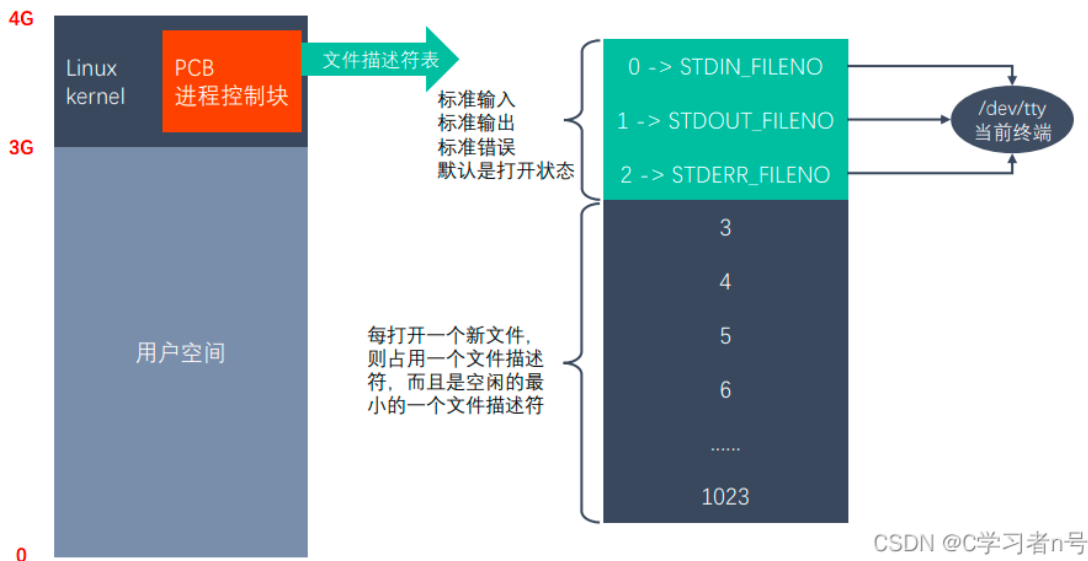 4G
Linux
kernel
PCB
进程控制块
文件描述符表
3G
用户空间
0
标准输入
标准输出
标准错误
默认是打开状态
0 -> STDIN_FILENO
1 -> STDOUT_FILENO
2 -> STDERR_FILENO
/dev/tty
当前终端
每打开一个新文件,
则占用一个文件描述
符, 而且是空闲的最
小的一个文件描述符
3
4
5
6
......
1023
CSDN @C学习者n号